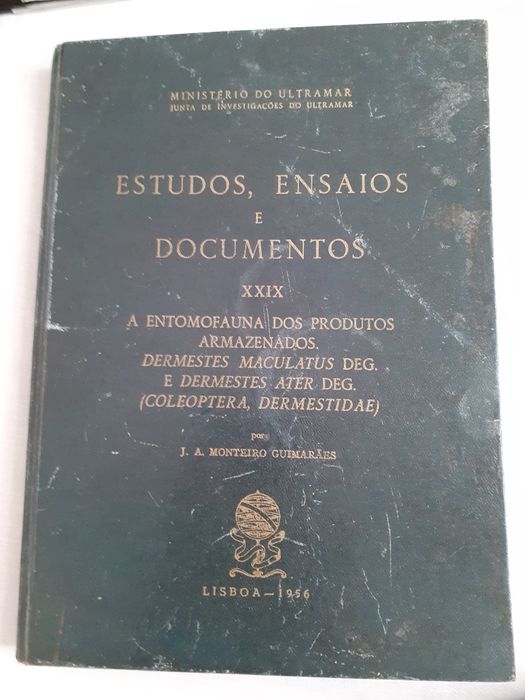 MINISTÉRIO DO ULTRAMAR
JUNTA DE INVESTIGAÇÕES DO ULTRAMAR
ESTUDOS, ENSAIOS
E
DOCUMENTOS
XXIX
A ENTOMOFAUNA DOS PRODUTOS
ARMAZENADOS.
DERMESTES MACULATUS DEG.
E DERMESTES ATER DEG.
(COLEOPTERA, DERMESTIDAE)
por
J. A. MONTEIRO GUIMARÃES
LISBOA — 1956